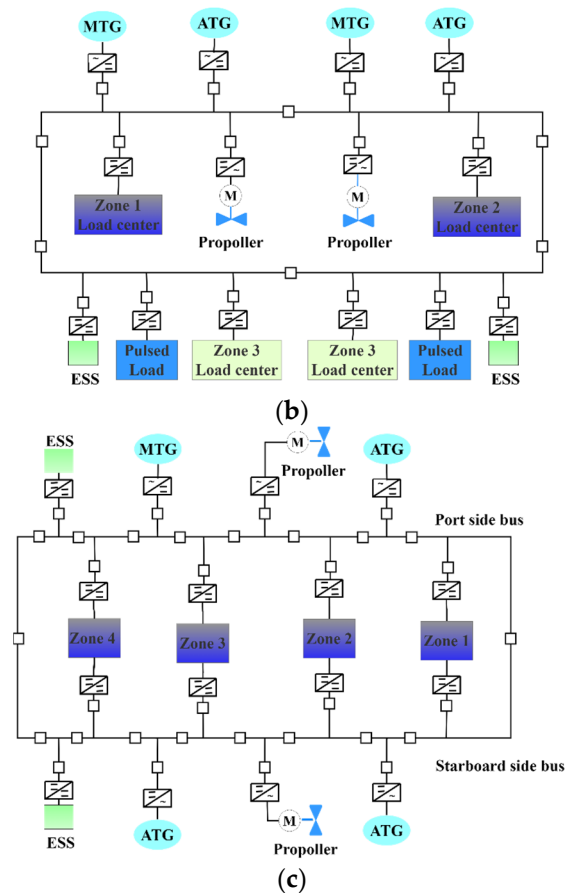 MTG ATG MTG ATG
Zone 1
Load center
M
Propoller
M
Propoller
Zone 2
Load center
ESS
Pulsed
Load
Zone 3
Load center
Zone 3
Load center
Pulsed
Load
ESS
(b)
ESS
MTG
M
Propoller
ATG
Port side bus
Zone 4 Zone 3 Zone 2 Zone 1
Starboard side bus
ESS
ATG
M
Propoller
ATG
(c)